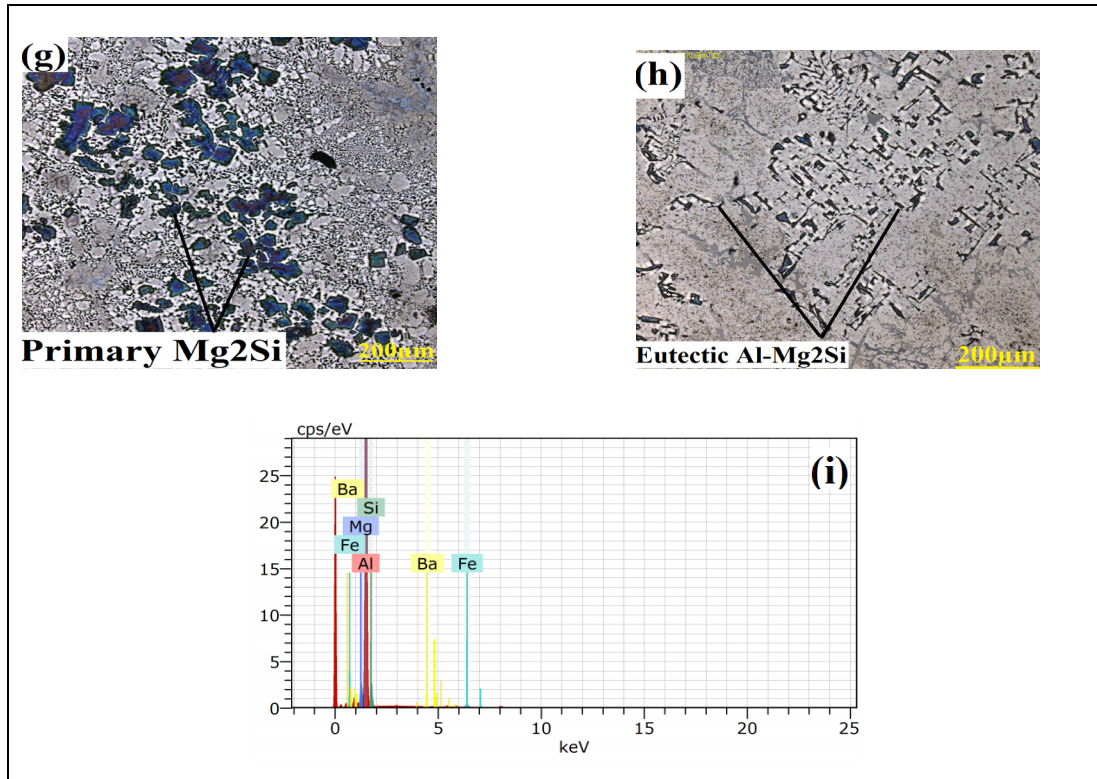 (g)
Primary Mg2Si
200µm
(h)
Eutectic Al-Mg2Si
200µm
cps/eV
(i)
25
20
15
10
5
0
Ba
Si
Mg
Fe
Al
Ba
Fe
0 5 10 15 20 25
keV